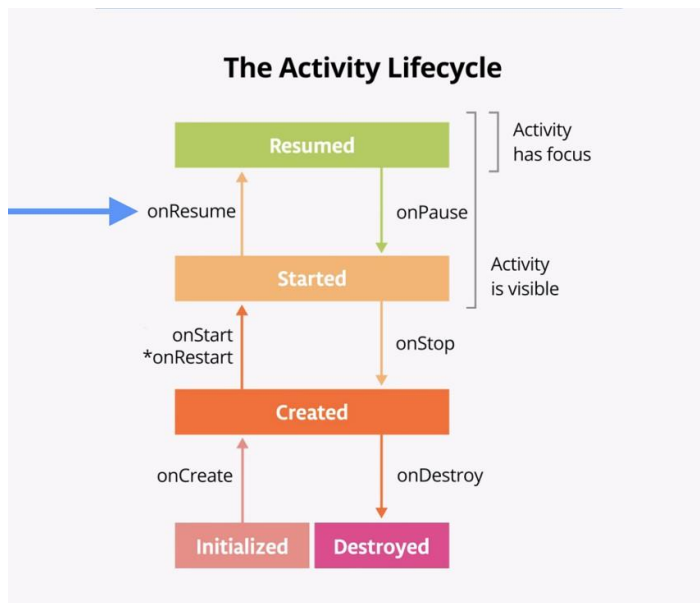 The Activity Lifecycle
Resumed
Activity
has focus
onResume
onPause
Started
Activity
is visible
onStart
*onRestart
onStop
Created
onCreate
onDestroy
Initialized
Destroyed